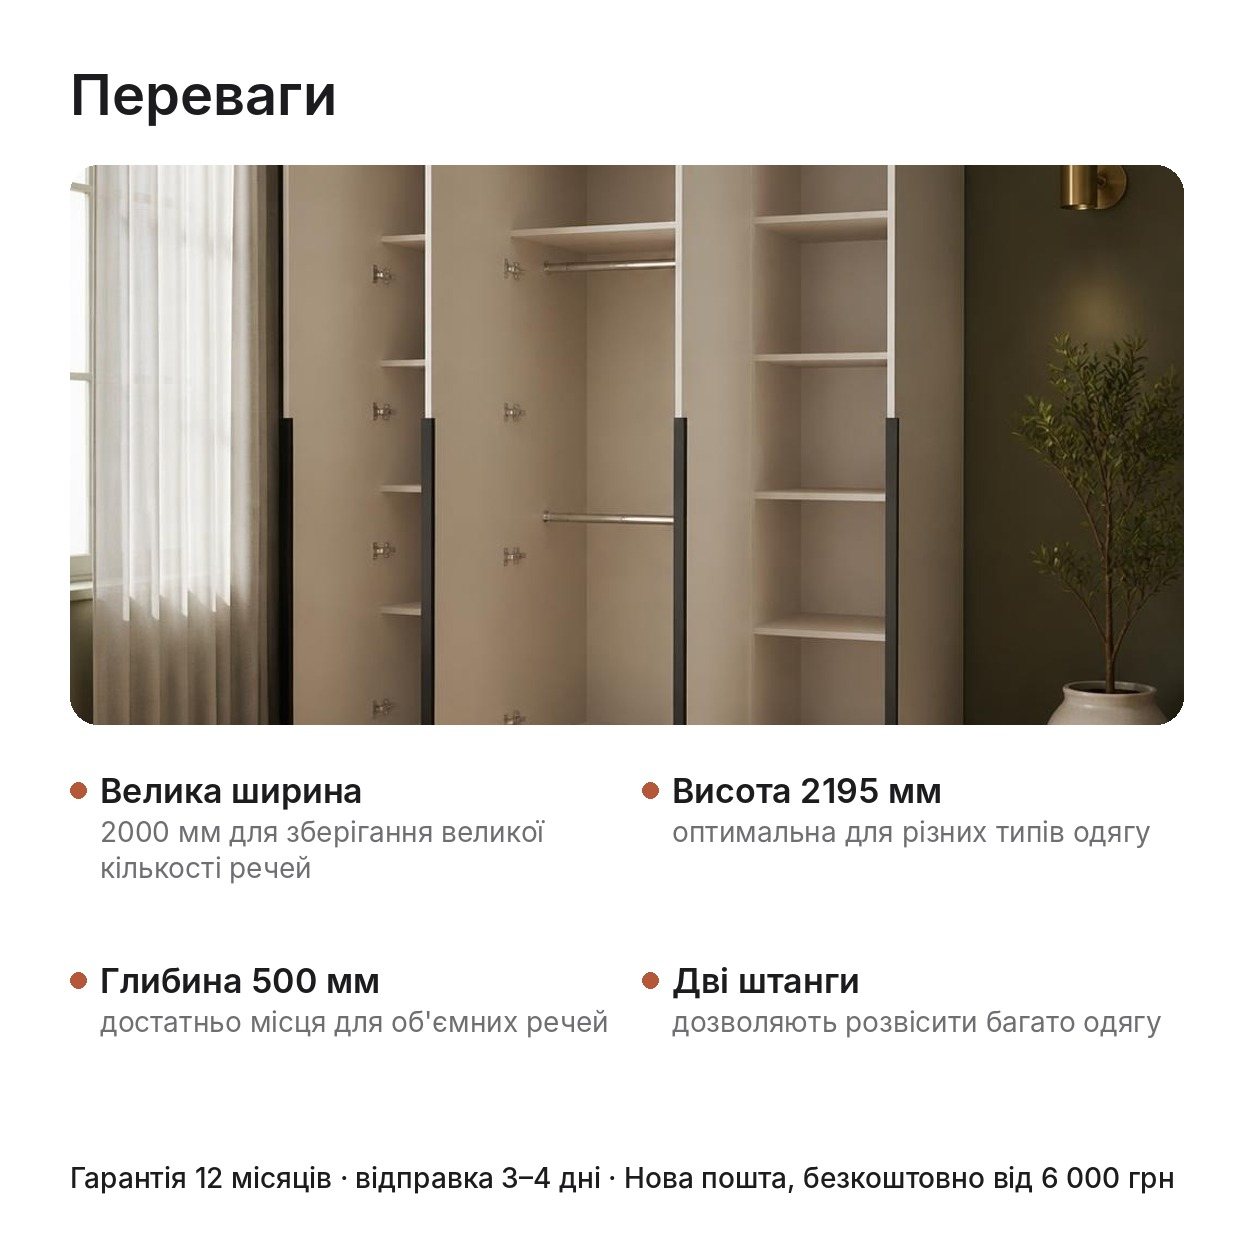 Переваги
Велика ширина
2000 мм для зберігання великої
кількості речей
Висота 2195 мм
оптимальна для різних типів одягу
Глибина 500 мм
достатньо місця для об'ємних речей
Дві штанги
дозволяють розвісити багато одягу
Гарантія 12 місяців · відправка 3–4 дні · Нова пошта, безкоштовно від 6 000 грн